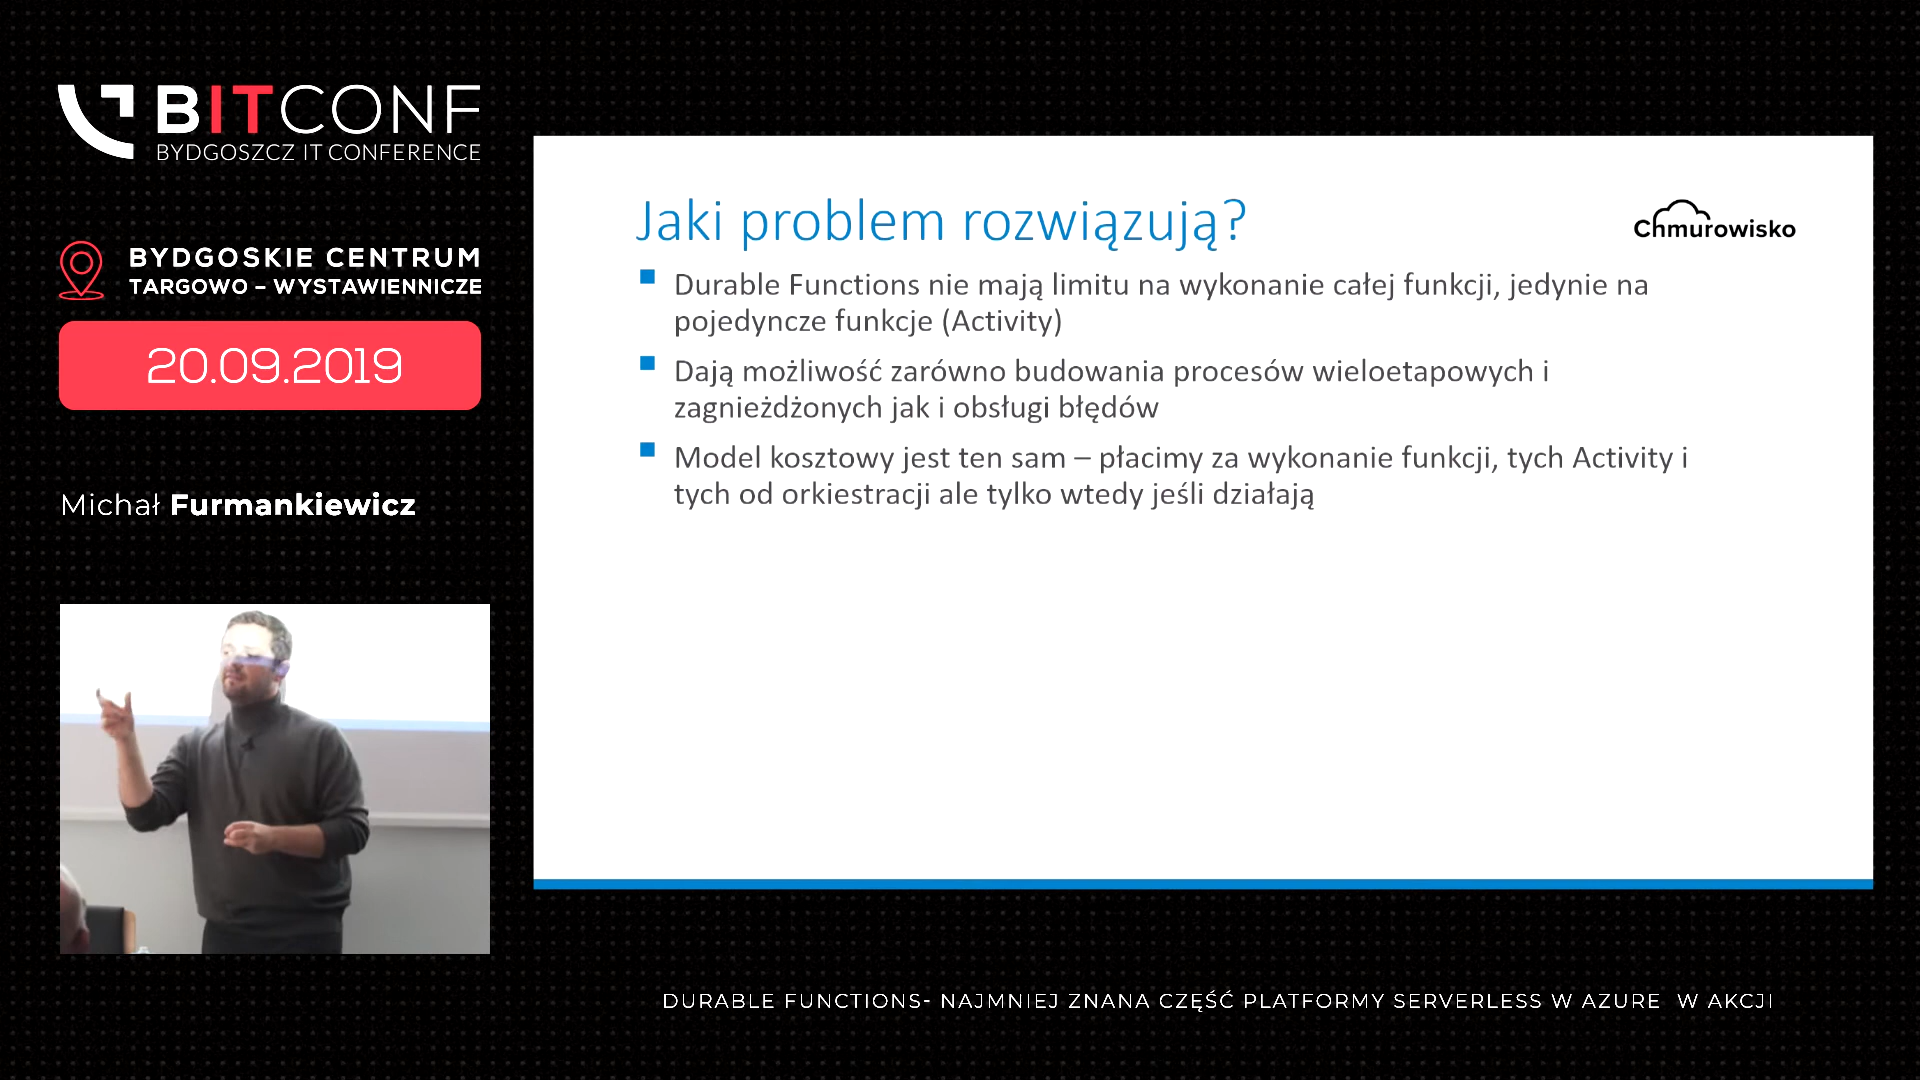 BITCONF
BYDGOSZCZ IT CONFERENCE
BYDGOSKIE CENTRUM
TARGOWO – WYSTAWIENNICZE
20.09.2019
Michał Furmankiewicz
Jaki problem rozwiązują?
Chmurowisko
Durable Functions nie mają limitu na wykonanie całej funkcji, jedynie na
pojedyncze funkcje (Activity)
Dają możliwość zarówno budowania procesów wieloetapowych i
zagnieżdżonych jak i obsługi błędów
Model kosztowy jest ten sam – płacimy za wykonanie funkcji, tych Activity i
tych od orkiestracji ale tylko wtedy jeśli działają
DURABLE FUNCTIONS- NAJMNIEJ ZNANA CZĘŚĆ PLATFORMY SERVERLESS W AZURE  W AKCJI